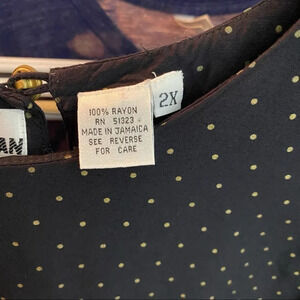 2X
100% RAYON
RN 51323
MADE IN JAMAICA
SEE REVERSE
FOR CARE
AN